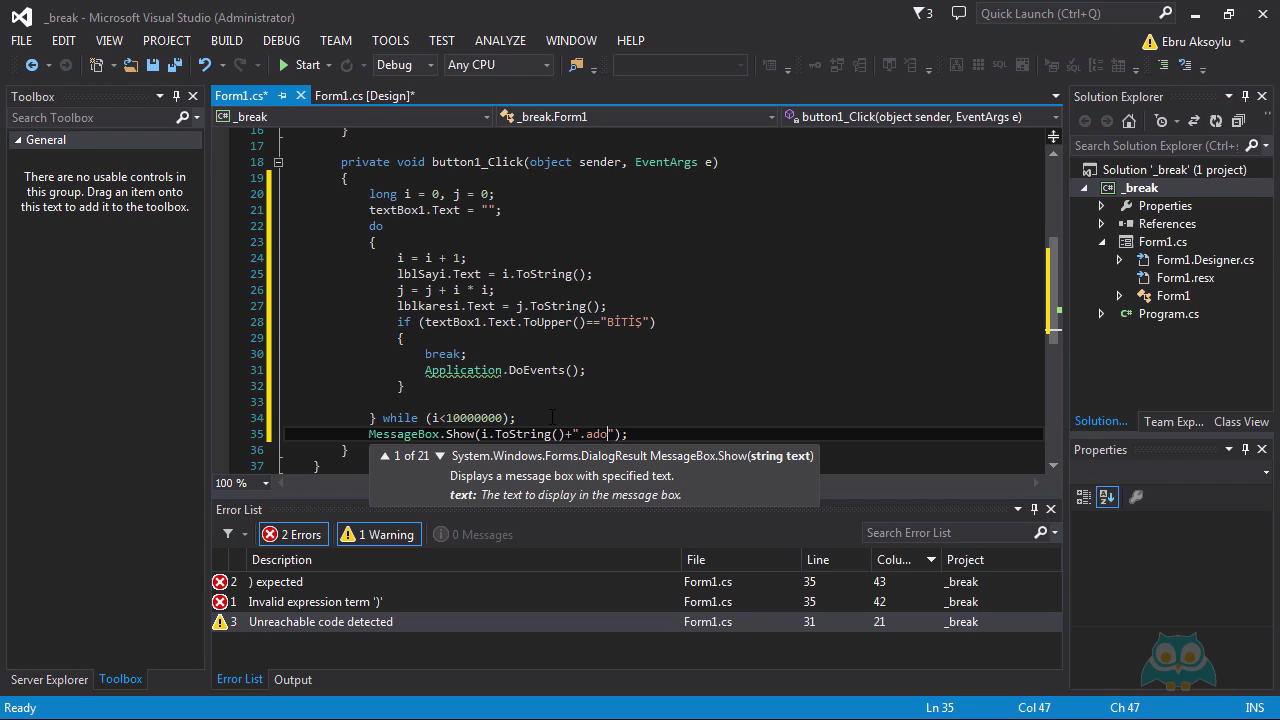 _break - Microsoft Visual Studio (Administrator)
3
Quick Launch (Ctrl+Q)
FILE EDIT VIEW PROJECT BUILD DEBUG TEAM TOOLS TEST ANALYZE WINDOW HELP
Ebru Aksoylu
Start Debug Any CPU
Toolbox
Search Toolbox
General
There are no usable controls in
this group. Drag an item onto
this text to add it to the toolbox.
Server Explorer Toolbox
Form1.cs* Form1.cs [Design]*
_break _break.Form1 button1_Click(object sender, EventArgs e)
16 }
17
18 private void button1_Click(object sender, EventArgs e)
19 {
20 long i = 0, j = 0;
21 textBox1.Text = "";
22 do
23 {
24 i = i + 1;
25 lblSayi.Text = i.ToString();
26 j = j + i * i;
27 lblkaresi.Text = j.ToString();
28 if (textBox1.Text.ToUpper()=="BİTİŞ")
29 {
30 break;
31 Application.DoEvents();
32 }
33
34 } while (i<10000000);
35 MessageBox.Show(i.ToString()+".ado");
36 }
37 }
1 of 21 System.Windows.Forms.DialogResult MessageBox.Show(string text)
Displays a message box with specified text.
text: The text to display in the message box.
100 %
Error List
2 Errors 1 Warning 0 Messages Search Error List
Description File Line Colu... Project
2 ) expected Form1.cs 35 43 _break
1 Invalid expression term ')' Form1.cs 35 42 _break
3 Unreachable code detected Form1.cs 31 21 _break
Error List Output
Solution Explorer
Search Solution Explorer (Ctrl+;
Solution '_break' (1 project)
_break
Properties
References
Form1.cs
Form1.Designer.cs
Form1.resx
Form1
Program.cs
Solution... Team Exp... Class View
Properties
Ready Ln 35 Col 47 Ch 47 INS